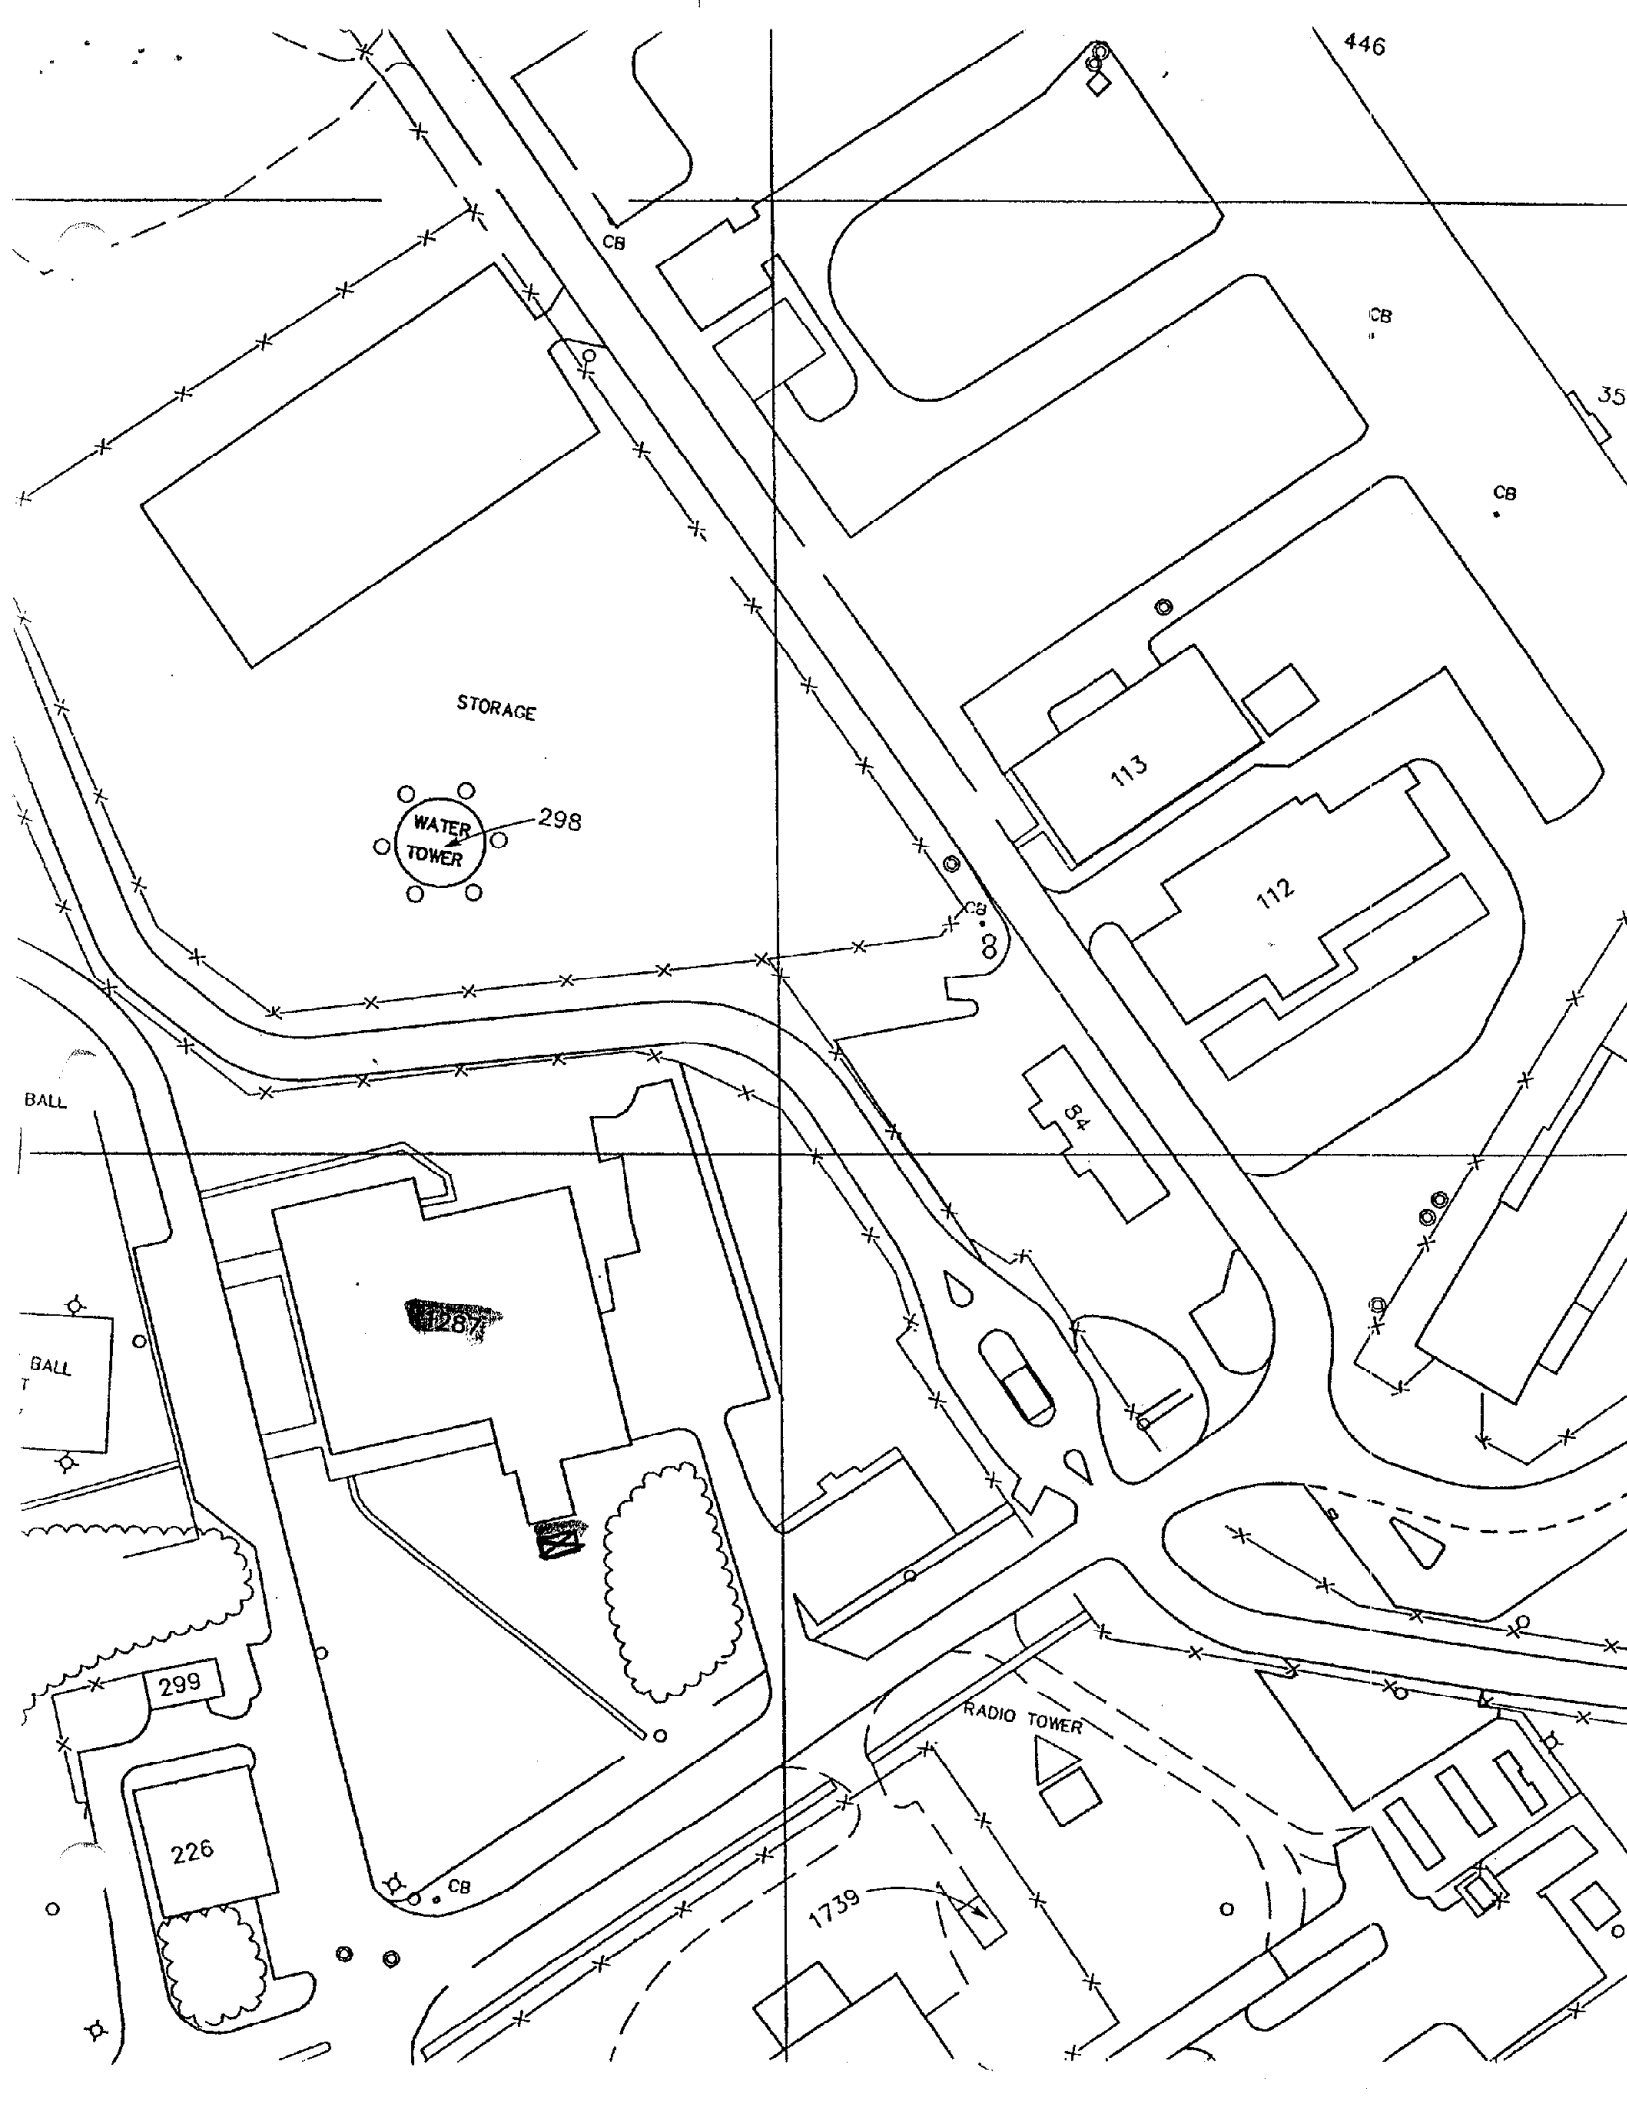 446
CB
CB
35
CB
STORAGE
113
WATER
TOWER
298
112
CB
BALL
84
1287
BALL
T
299
RADIO TOWER
226
CB
1739